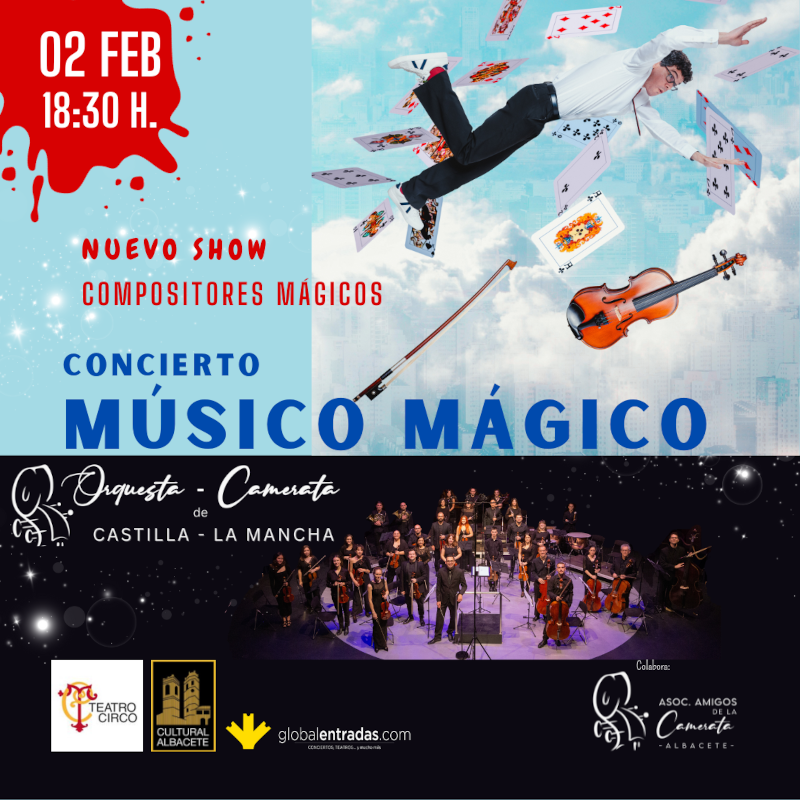 02 FEB
18:30 H.
NUEVO SHOW
COMPOSITORES MÁGICOS
CONCIERTO
MÚSICO MÁGICO
Orquesta - Camerata
de
CASTILLA - LA MANCHA
TEATRO
CIRCO
CULTURAL
ALBACETE
globalentradas.com
CONCIERTOS, TEATROS... y mucho más
Colabora:
ASOC. AMIGOS
DE LA
Camerata
-ALBACETE-